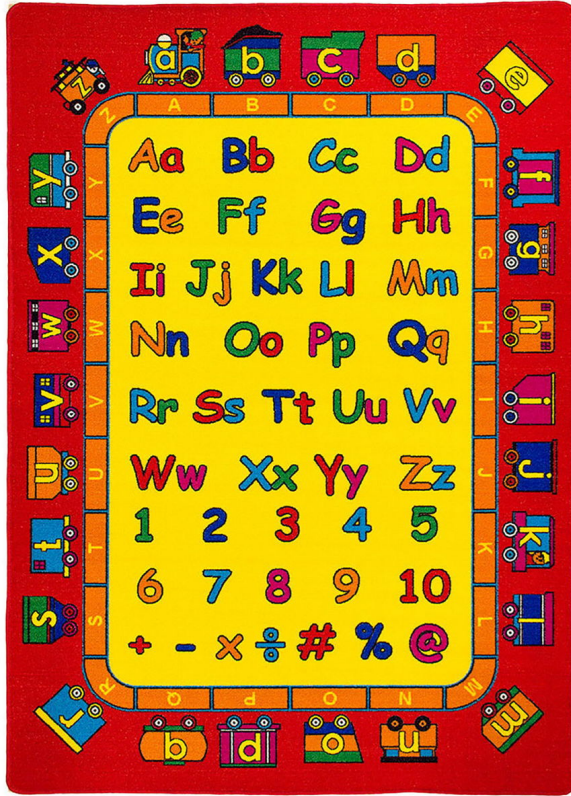 a b c d e
A B C D E
f g h i j k l m
F G H I J K L M
n o p q r
N O P Q R
s t u v w x y z
S T U V W X Y Z
Aa Bb Cc Dd
Ee Ff Gg Hh
Ii Jj Kk Ll Mm
Nn Oo Pp Qq
Rr Ss Tt Uu Vv
Ww Xx Yy Zz
1 2 3 4 5
6 7 8 9 10
+ - × ÷ # % @